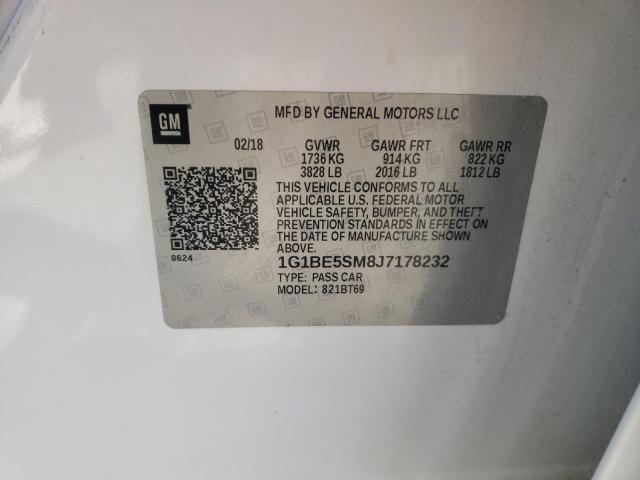 GM
MFD BY GENERAL MOTORS LLC
02/18 GVWR GAWR FRT GAWR RR
1736 KG 914 KG 822 KG
3828 LB 2016 LB 1812 LB
THIS VEHICLE CONFORMS TO ALL
APPLICABLE U.S. FEDERAL MOTOR
VEHICLE SAFETY, BUMPER, AND THEFT
PREVENTION STANDARDS IN EFFECT ON
THE DATE OF MANUFACTURE SHOWN
ABOVE.
8624
1G1BE5SM8J7178232
TYPE: PASS CAR
MODEL: 821BT69